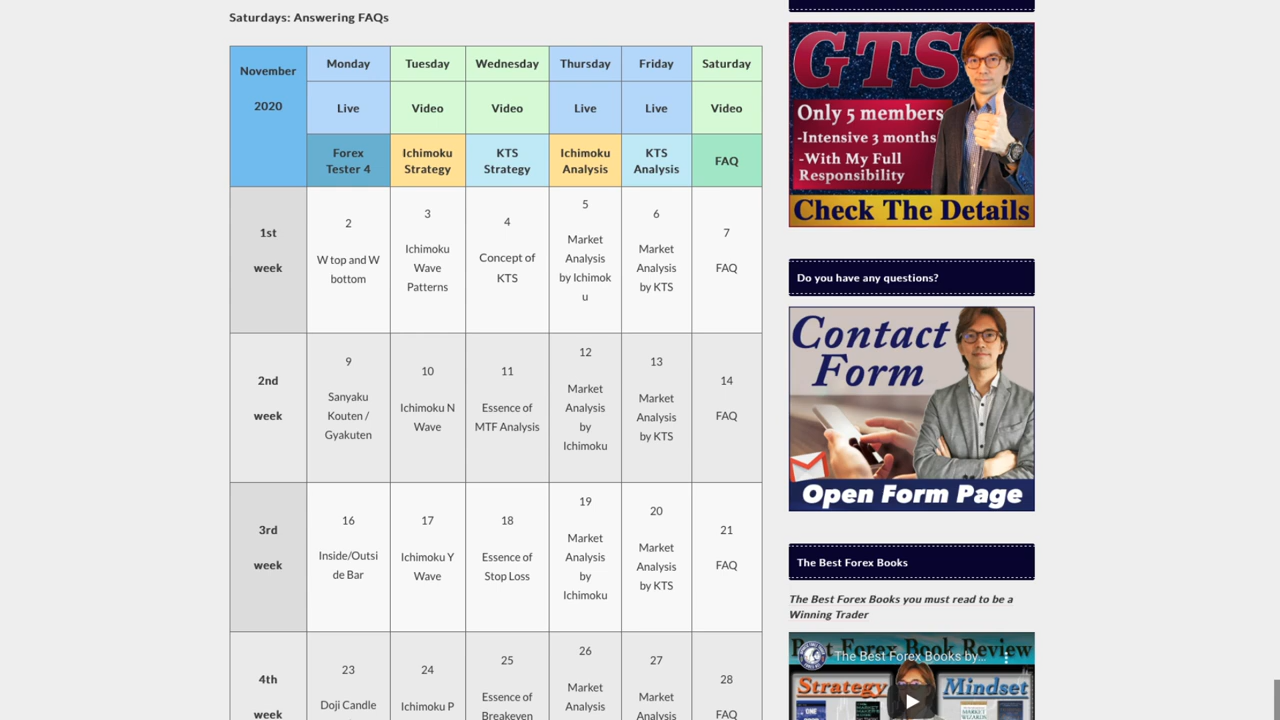 Saturdays: Answering FAQs
November
2020
Monday
Tuesday
Wednesday
Thursday
Friday
Saturday
Live
Video
Video
Live
Live
Video
Forex
Tester 4
Ichimoku
Strategy
KTS
Strategy
Ichimoku
Analysis
KTS
Analysis
FAQ
1st
week
2
W top and W
bottom
3
Ichimoku
Wave
Patterns
4
Concept of
KTS
5
Market
Analysis
by Ichimok
u
6
Market
Analysis
by KTS
7
FAQ
2nd
week
9
Sanyaku
Kouten /
Gyakuten
10
Ichimoku N
Wave
11
Essence of
MTF Analysis
12
Market
Analysis
by
Ichimoku
13
Market
Analysis
by KTS
14
FAQ
3rd
week
16
Inside/Outsi
de Bar
17
Ichimoku Y
Wave
18
Essence of
Stop Loss
19
Market
Analysis
by
Ichimoku
20
Market
Analysis
by KTS
21
FAQ
4th
week
23
Doji Candle
24
Ichimoku P
25
Essence of
Breakeven
26
Market
Analysis
27
Market
Analysis
28
FAQ
GTS
Only 5 members
-Intensive 3 months
-With My Full
Responsibility
Check The Details
Do you have any questions?
Contact
Form
Open Form Page
The Best Forex Books
The Best Forex Books you must read to be a
Winning Trader
Best Forex Book Review
The Best Forex Books by...
Strategy
Mindset